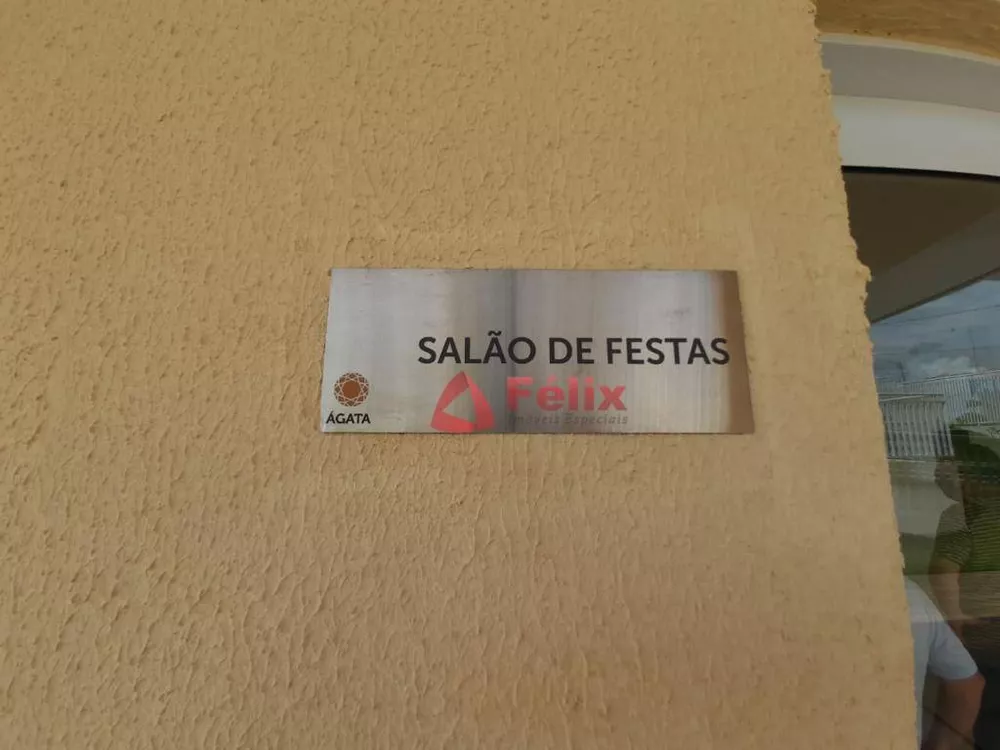 SALÃO DE FESTAS
Félix
Imóveis Especiais
ÁGATA